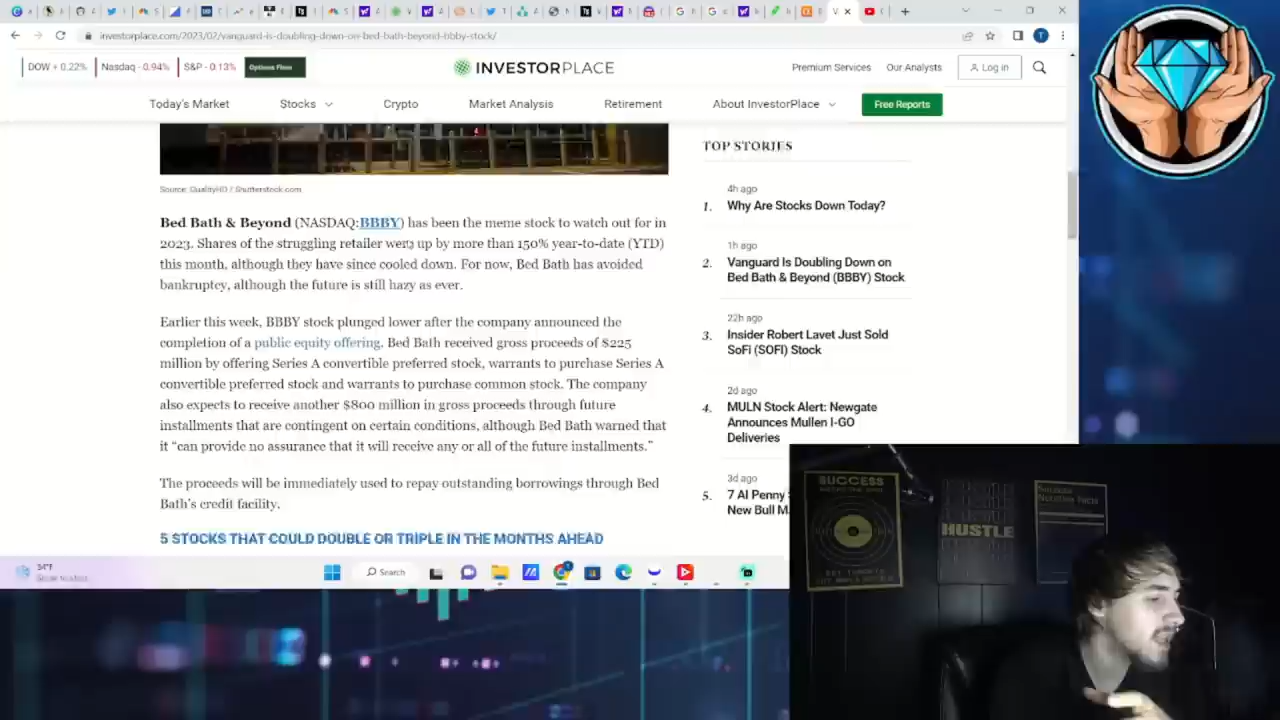 investorplace.com/2023/02/vanguard-is-doubling-down-on-bed-bath-beyond-bbby-stock/
DOW + 0.22% Nasdaq - 0.94% S&P - 0.13% Options Flow
INVESTORPLACE
Premium Services Our Analysts Log in
Today's Market Stocks Crypto Market Analysis Retirement About InvestorPlace Free Reports
Source: QualityHD / Shutterstock.com
Bed Bath & Beyond (NASDAQ:BBBY) has been the meme stock to watch out for in
2023. Shares of the struggling retailer were up by more than 150% year-to-date (YTD)
this month, although they have since cooled down. For now, Bed Bath has avoided
bankruptcy, although the future is still hazy as ever.
Earlier this week, BBBY stock plunged lower after the company announced the
completion of a public equity offering. Bed Bath received gross proceeds of $225
million by offering Series A convertible preferred stock, warrants to purchase Series A
convertible preferred stock and warrants to purchase common stock. The company
also expects to receive another $800 million in gross proceeds through future
installments that are contingent on certain conditions, although Bed Bath warned that
it “can provide no assurance that it will receive any or all of the future installments.”
The proceeds will be immediately used to repay outstanding borrowings through Bed
Bath's credit facility.
5 STOCKS THAT COULD DOUBLE OR TRIPLE IN THE MONTHS AHEAD
TOP STORIES
4h ago
1. Why Are Stocks Down Today?
1h ago
2. Vanguard Is Doubling Down on
Bed Bath & Beyond (BBBY) Stock
22h ago
3. Insider Robert Lavet Just Sold
SoFi (SOFI) Stock
2d ago
4. MULN Stock Alert: Newgate
Announces Mullen I-GO
Deliveries
3d ago
5. 7 AI Penny
New Bull M
34°F
Search
SUCCESS
HUSTLE